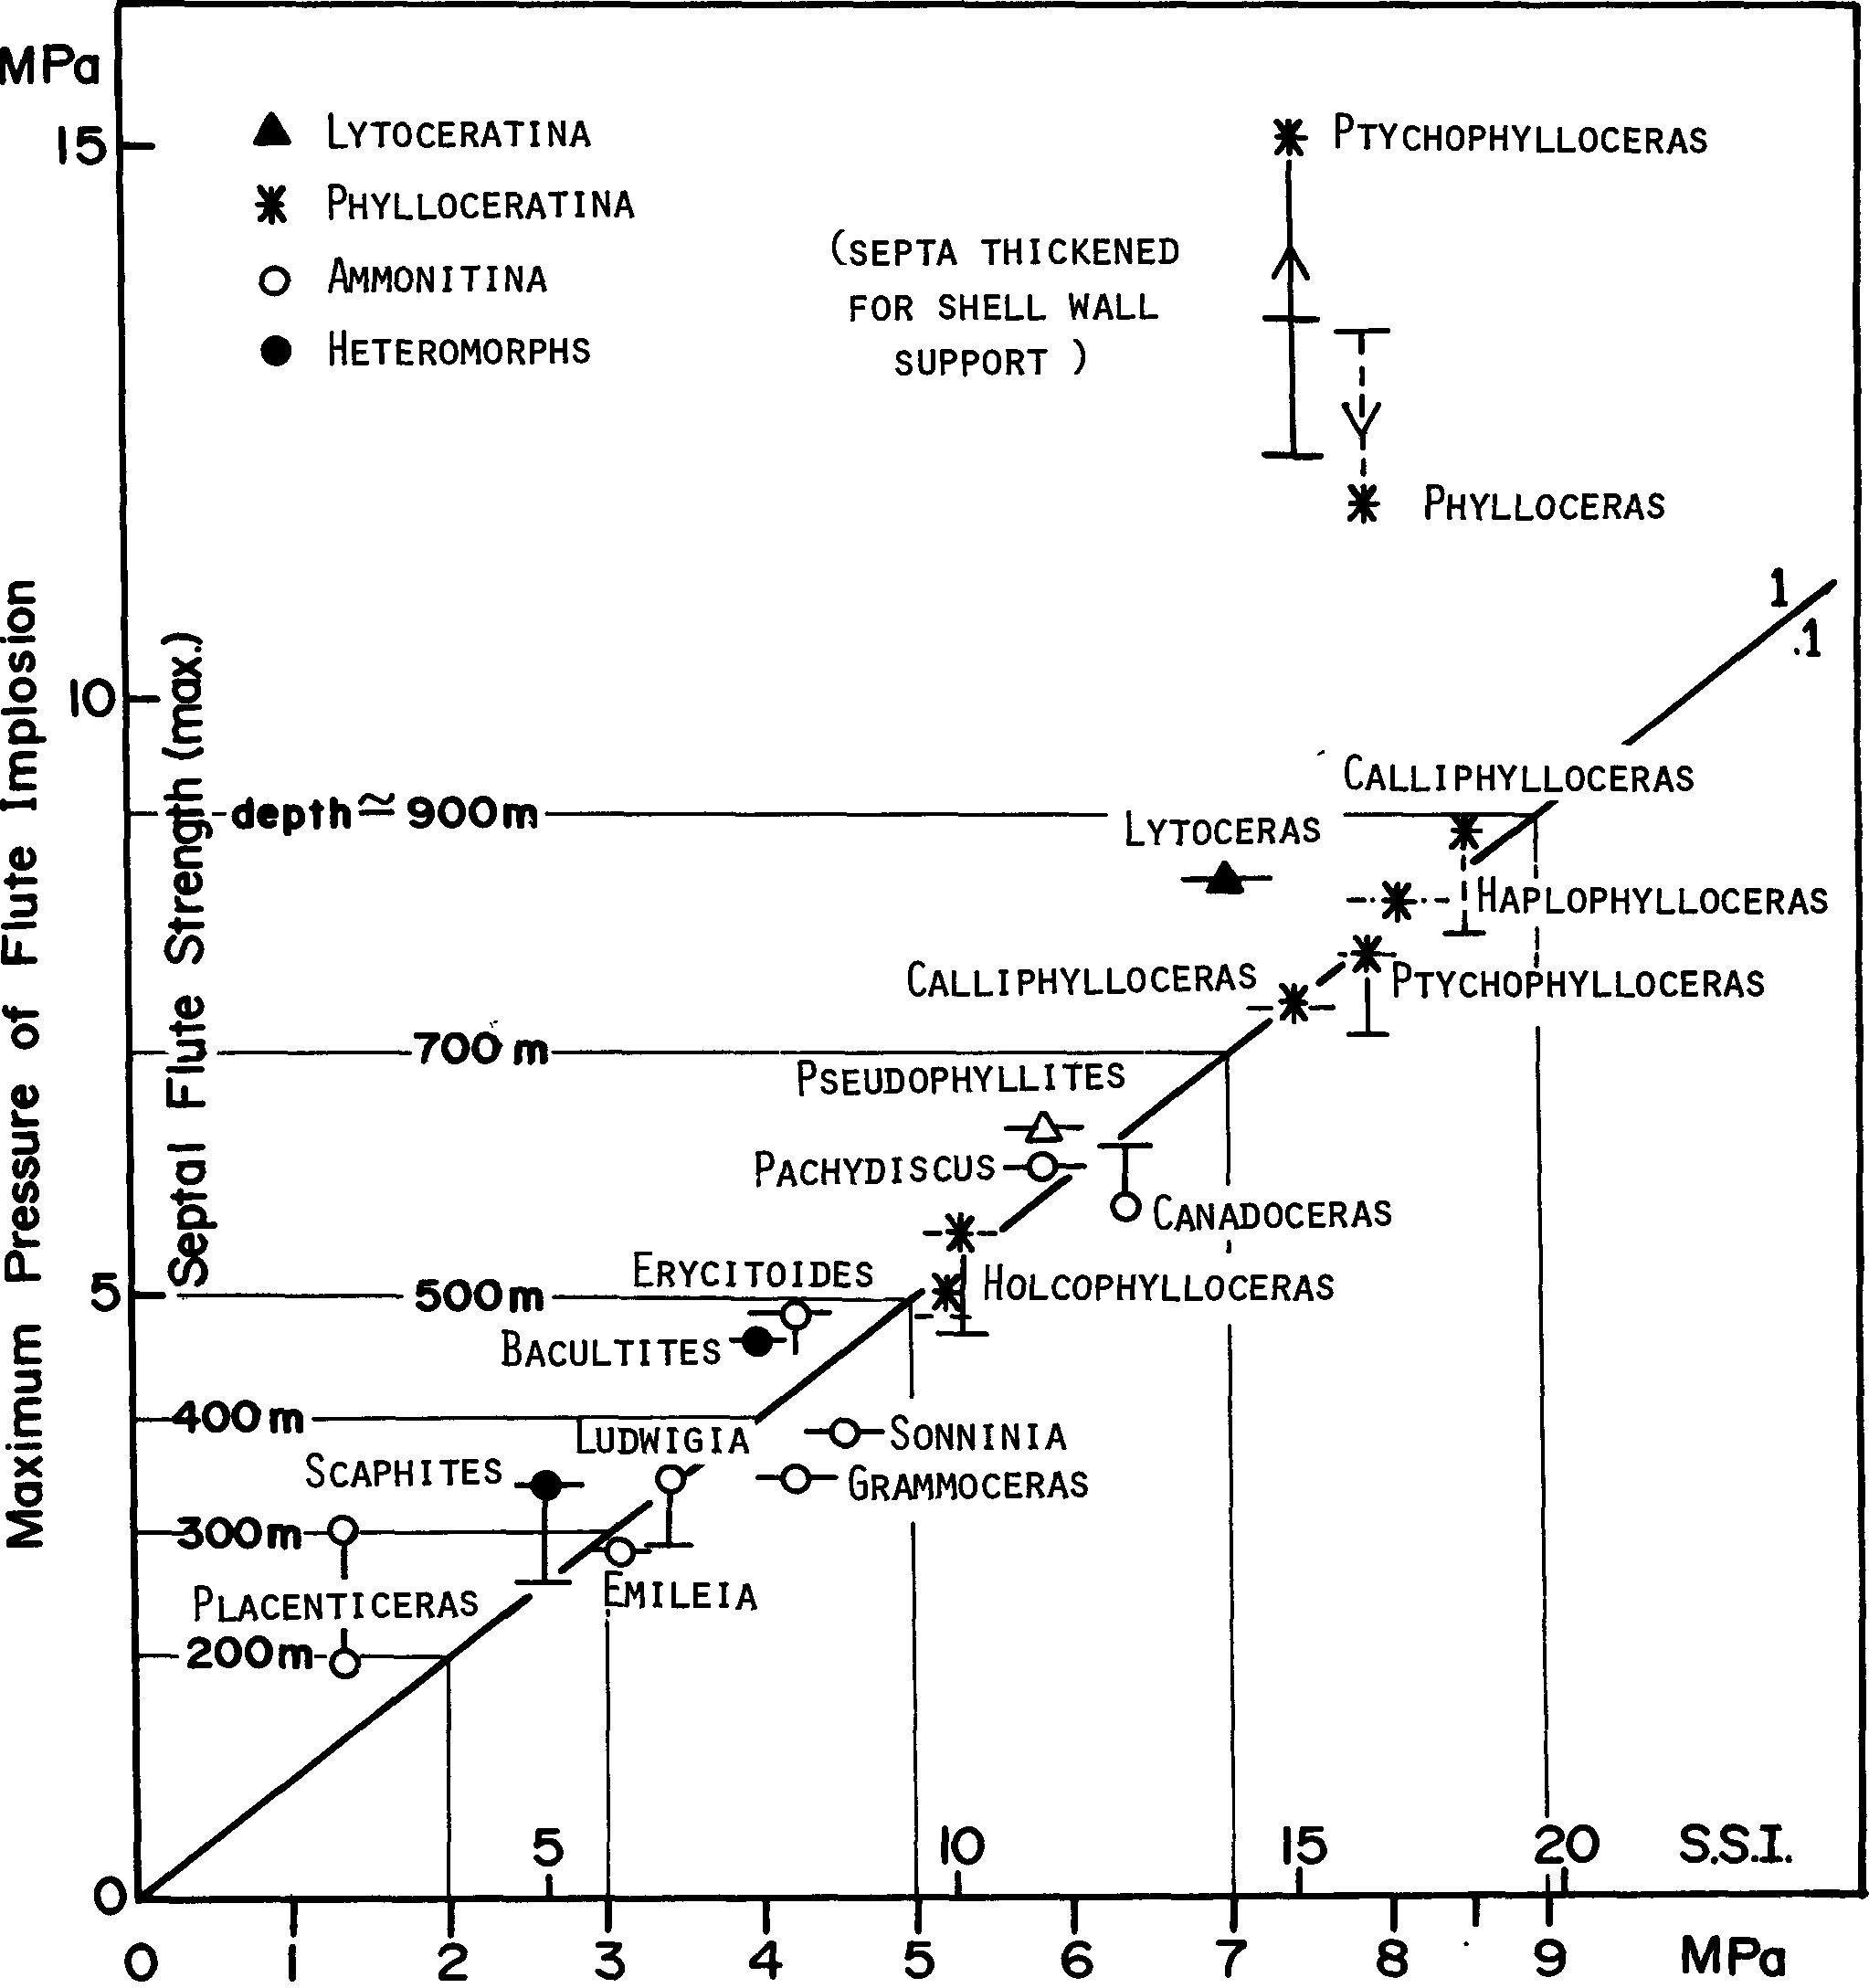 MPa
15
LYTOCERATINA
PHYLLOCERATINA
AMMONITINA
HETEROMORPHS
PTYCHOPHYLLOCERAS
(SEPTA THICKENED
FOR SHELL WALL
SUPPORT )
PHYLLOCERAS
1
.1
10
Maximum Pressure of Flute Implosion
Septal Flute Strength (max.)
CALLIPHYLLOCERAS
depth ≃ 900m
LYTOCERAS
HAPLOPHYLLOCERAS
CALLIPHYLLOCERAS
PTYCHOPHYLLOCERAS
700m
PSEUDOPHYLLITES
PACHYDISCUS
CANADOCERAS
ERYCITOIDES
HOLCOPHYLLOCERAS
5
500m
BACULTITES
400m
LUDWIGIA
SONNINIA
SCAPHITES
GRAMMOCERAS
300m
PLACENTICERAS
EMILEIA
200m
5 10 15 20 S.S.I.
0
0 1 2 3 4 5 6 7 8 9 MPa